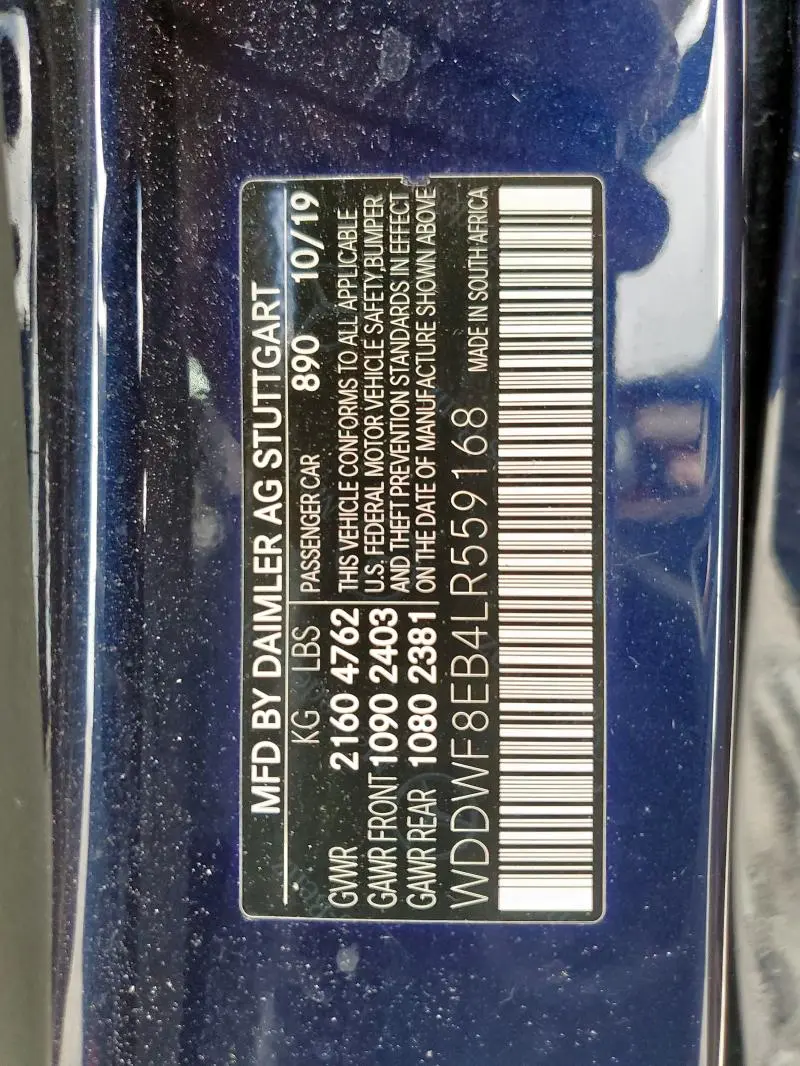 MFD BY DAIMLER AG STUTTGART
KG LBS PASSENGER CAR 890 10/19
GVWR 2160 4762 THIS VEHICLE CONFORMS TO ALL APPLICABLE
GAWR FRONT 1090 2403 U.S. FEDERAL MOTOR VEHICLE SAFETY,BUMPER
AND THEFT PREVENTION STANDARDS IN EFFECT
GAWR REAR 1080 2381 ON THE DATE OF MANUFACTURE SHOWN ABOVE
WDDWF8EB4LR559168 MADE IN SOUTH AFRICA